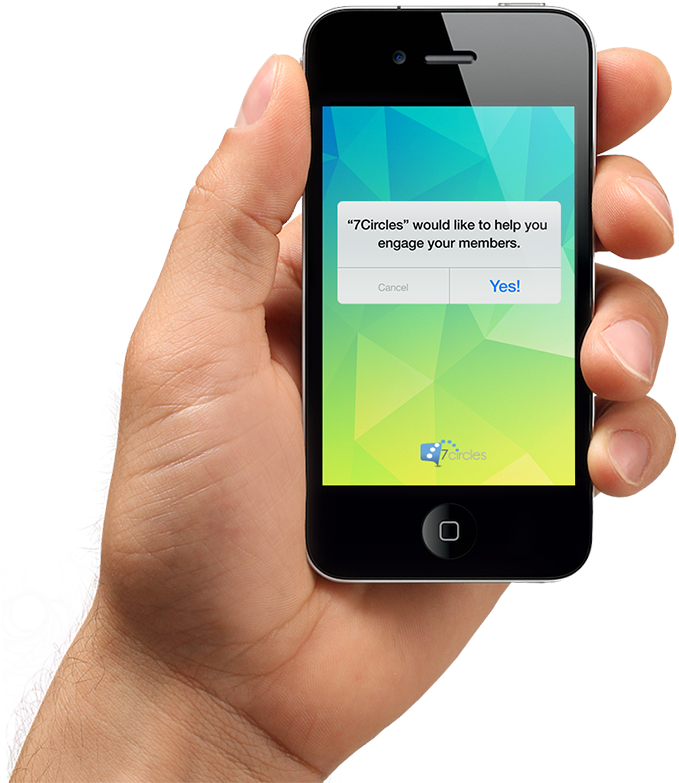 “7Circles” would like to help you
engage your members.
Cancel
Yes!
7circles